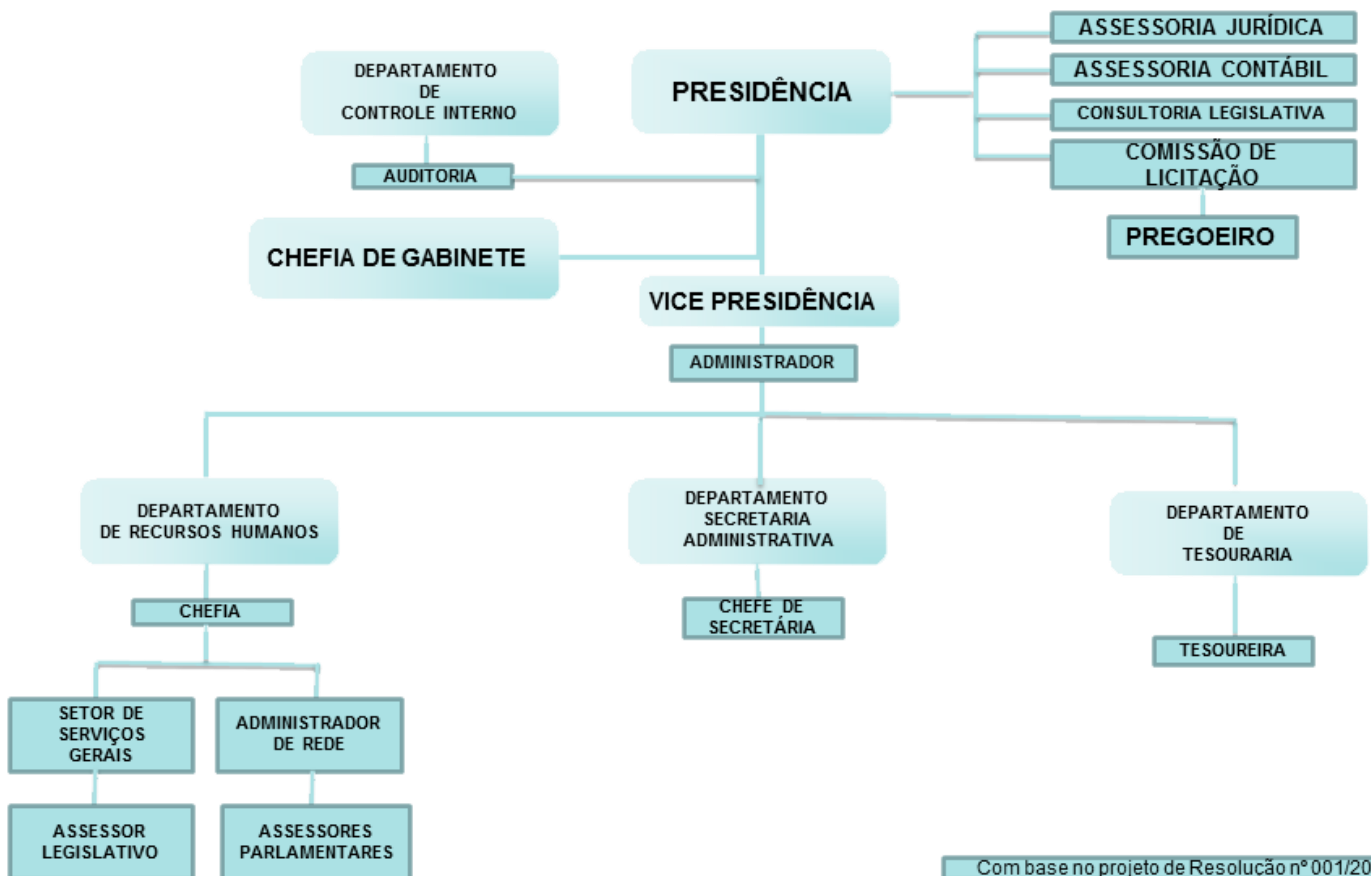 DEPARTAMENTO
DE
CONTROLE INTERNO
AUDITORIA
PRESIDÊNCIA
ASSESSORIA JURÍDICA
ASSESSORIA CONTÁBIL
CONSULTORIA LEGISLATIVA
COMISSÃO DE
LICITAÇÃO
PREGOEIRO
CHEFIA DE GABINETE
VICE PRESIDÊNCIA
ADMINISTRADOR
DEPARTAMENTO
DE RECURSOS HUMANOS
CHEFIA
SETOR DE
SERVIÇOS
GERAIS
ASSESSOR
LEGISLATIVO
ADMINISTRADOR
DE REDE
ASSESSORES
PARLAMENTARES
DEPARTAMENTO
SECRETARIA
ADMINISTRATIVA
CHEFE DE
SECRETÁRIA
DEPARTAMENTO
DE
TESOURARIA
TESOUREIRA
Com base no projeto de Resolução nº 001/20